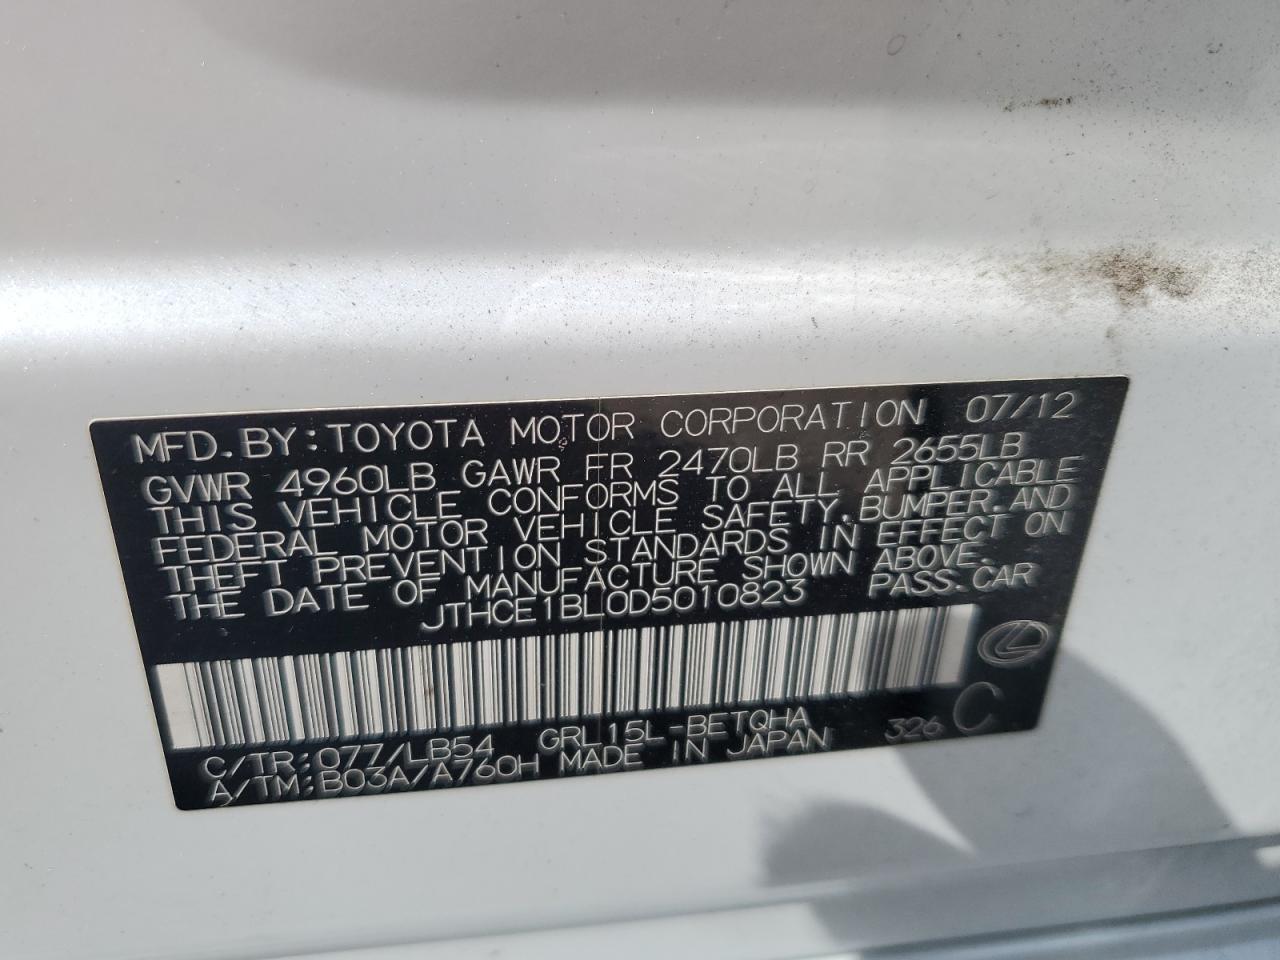 MFD. BY: TOYOTA MOTOR CORPORATION 07/12
GVWR 4960LB GAWR FR 2470LB RR 2655LB
THIS VEHICLE CONFORMS TO ALL APPLICABLE
FEDERAL MOTOR VEHICLE SAFETY, BUMPER, AND
THEFT PREVENTION STANDARDS IN EFFECT ON
THE DATE OF MANUFACTURE SHOWN ABOVE.
JTHCE1BL0D5010823 PASS. CAR
C/TR: 077/LB54 GRL15L-BETQHA 326 C
A/TM: B03A/A760H MADE IN JAPAN